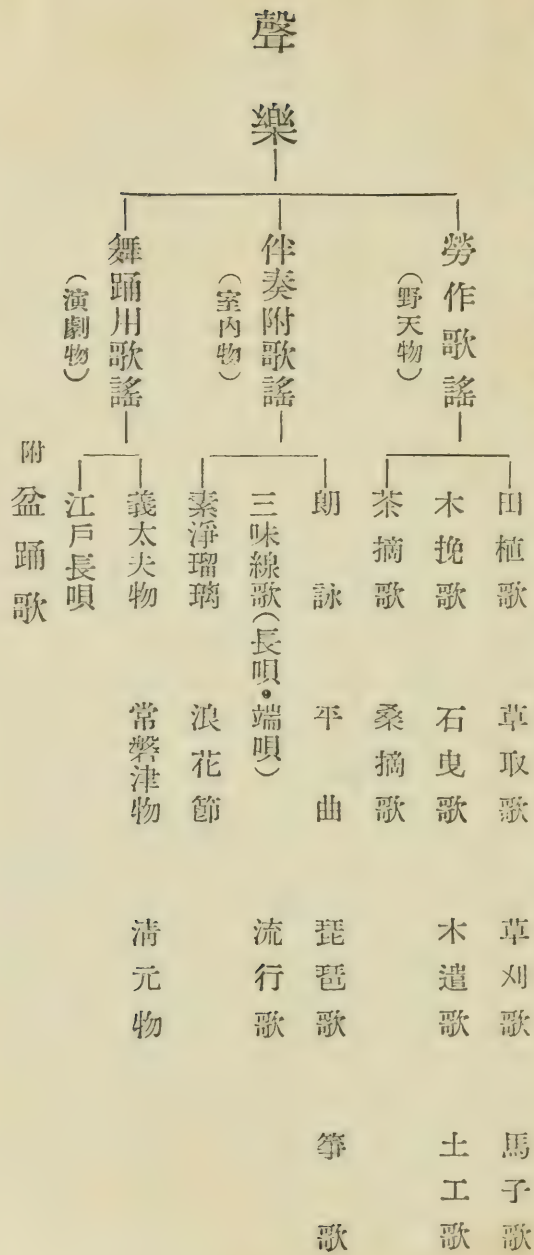 聲樂
勞作歌謠
(野天物)
田植歌 草取歌 草刈歌 馬子歌
木挽歌 石曳歌 木遣歌 土工歌
茶摘歌 桑摘歌
伴奏附歌謠
(室内物)
朗詠 平曲 琵琶歌 箏歌
三味線歌(長唄・端唄) 流行歌
素淨瑠璃 浪花節
舞踊用歌謠
(演劇物)
義太夫物 常磐津物 淸元物
江戸長唄
附 盆踊歌